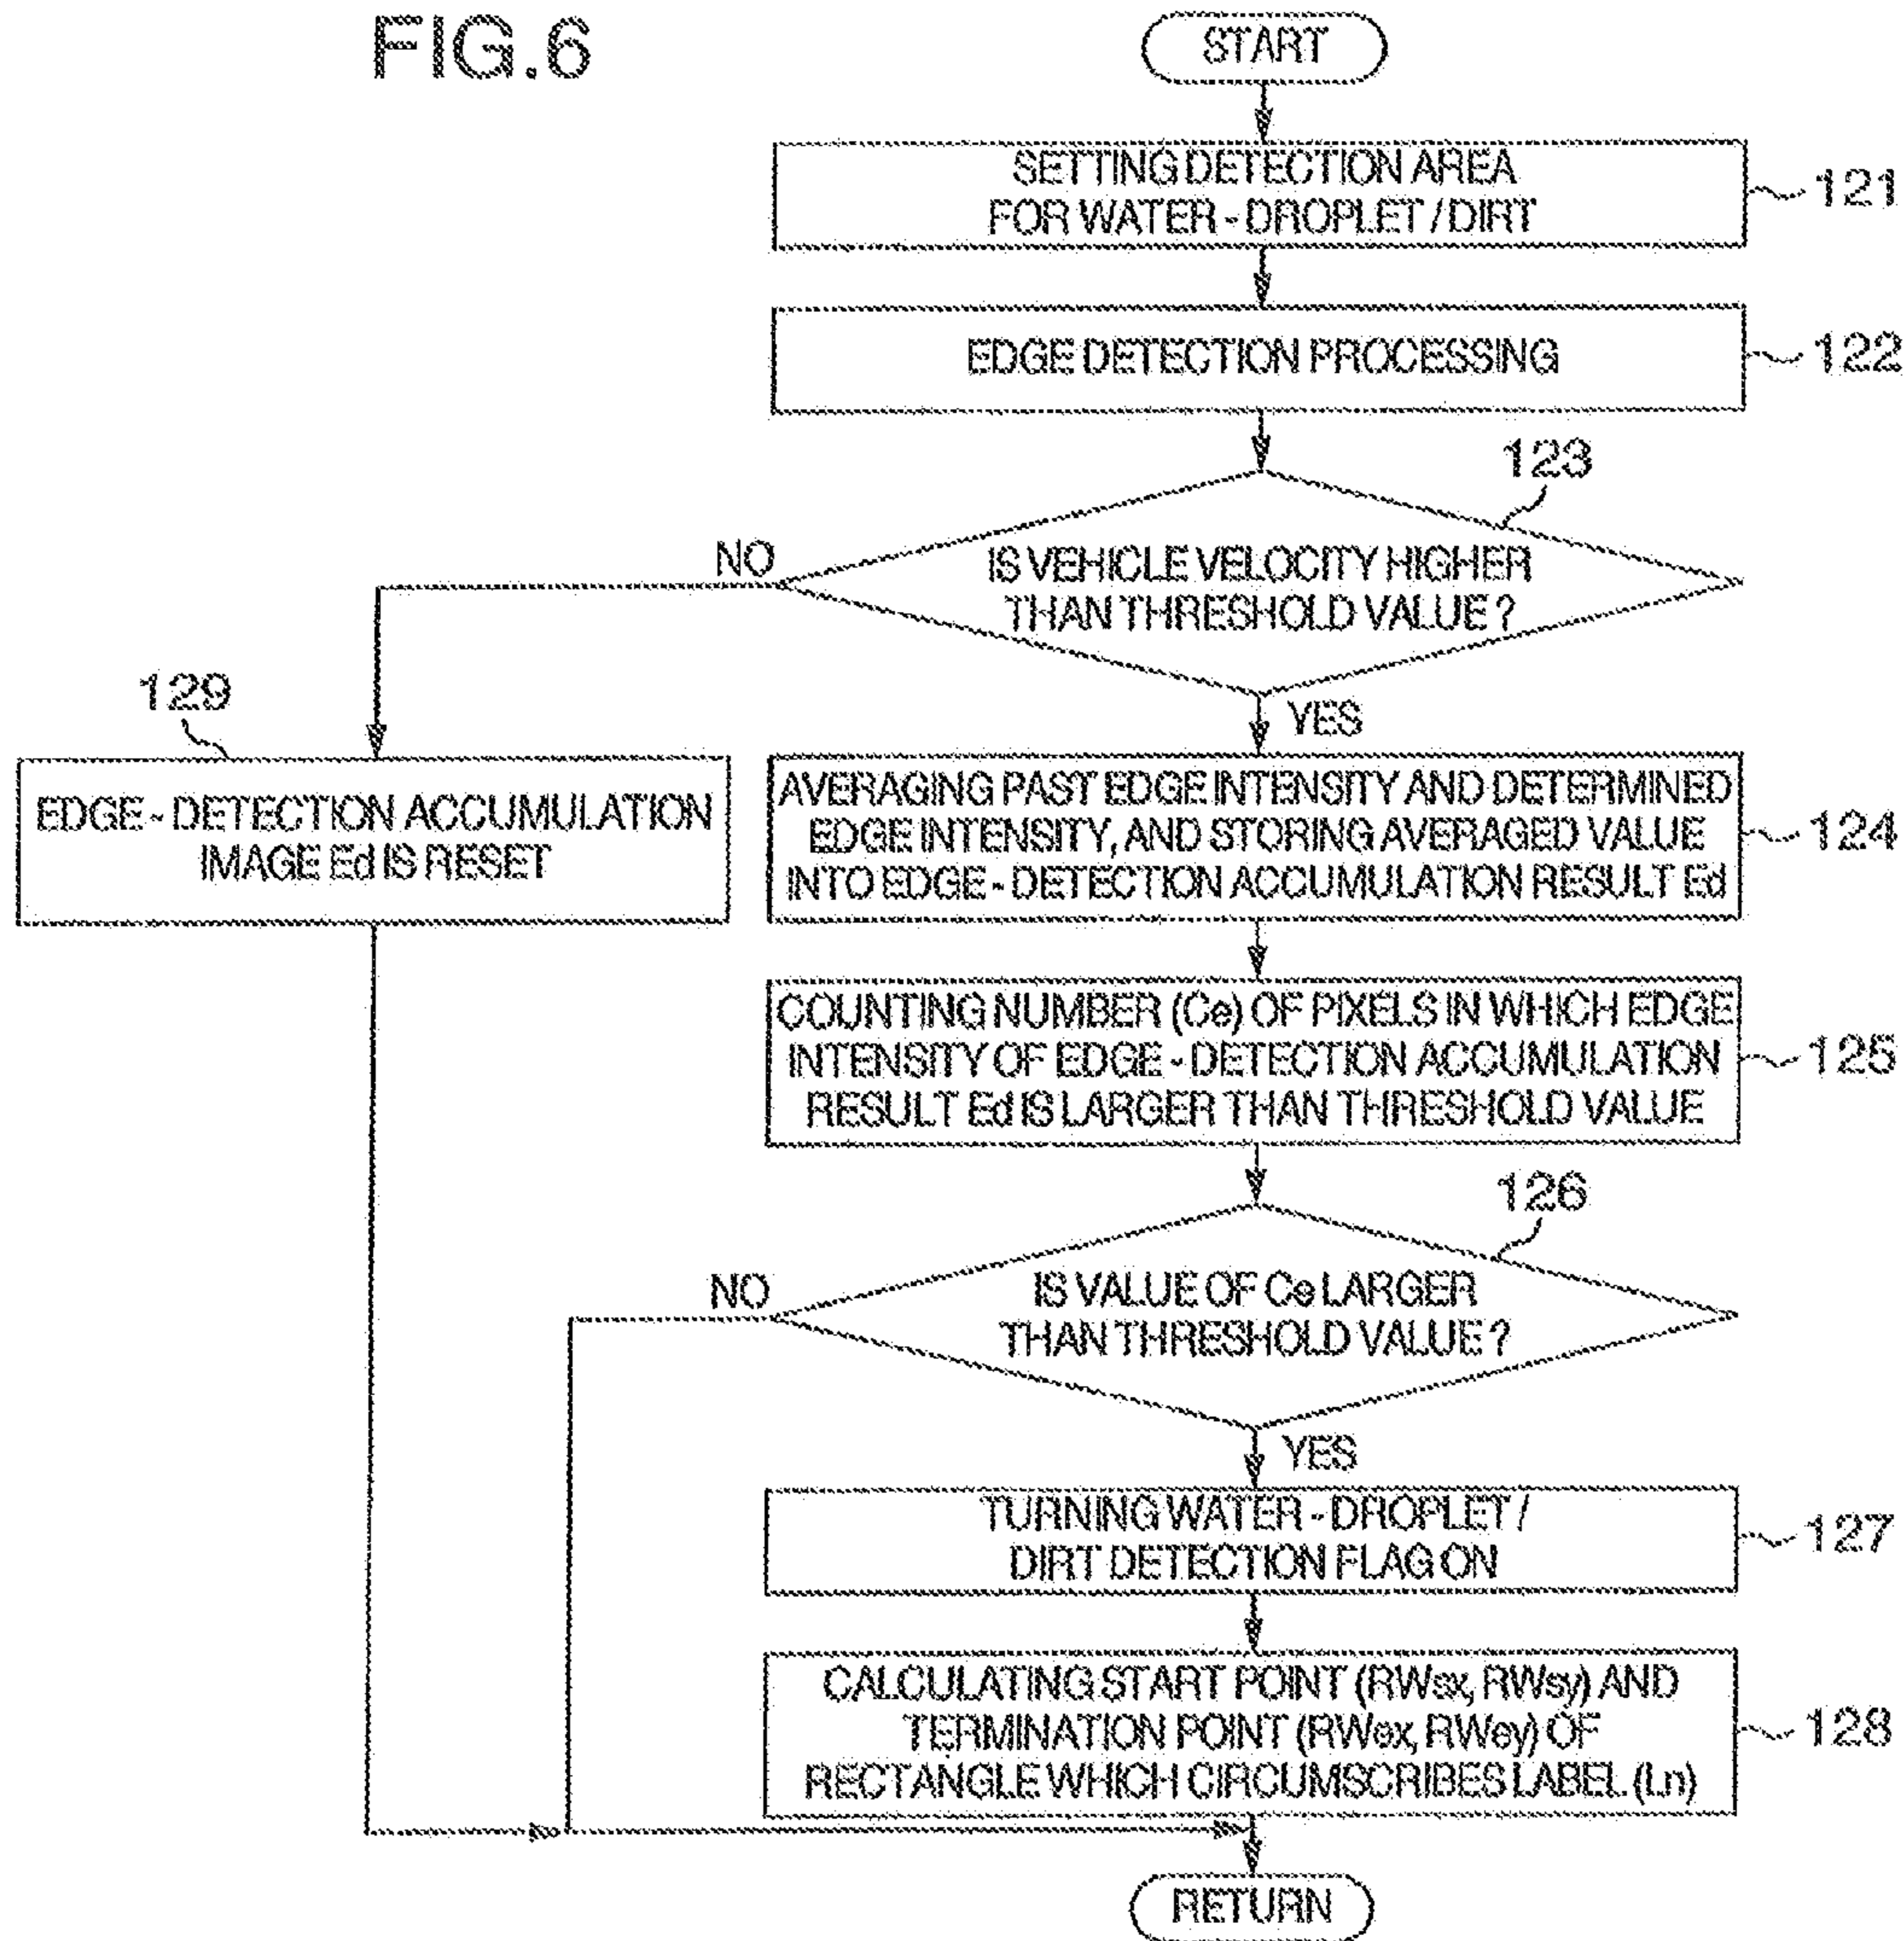 FIG.6
START
SETTING DETECTION AREA
FOR WATER - DROPLET / DIRT
121
EDGE DETECTION PROCESSING
122
123
IS VEHICLE VELOCITY HIGHER
THAN THRESHOLD VALUE ?
NO
YES
129
EDGE - DETECTION ACCUMULATION
IMAGE Ed IS RESET
AVERAGING PAST EDGE INTENSITY AND DETERMINED
EDGE INTENSITY, AND STORING AVERAGED VALUE
INTO EDGE - DETECTION ACCUMULATION RESULT Ed
124
COUNTING NUMBER (Ce) OF PIXELS IN WHICH EDGE
INTENSITY OF EDGE - DETECTION ACCUMULATION
RESULT Ed IS LARGER THAN THRESHOLD VALUE
125
126
IS VALUE OF Ce LARGER
THAN THRESHOLD VALUE ?
NO
YES
TURNING WATER - DROPLET /
DIRT DETECTION FLAG ON
127
CALCULATING START POINT (RWsx, RWsy) AND
TERMINATION POINT (RWex, RWey) OF
RECTANGLE WHICH CIRCUMSCRIBES LABEL (Ln)
128
RETURN